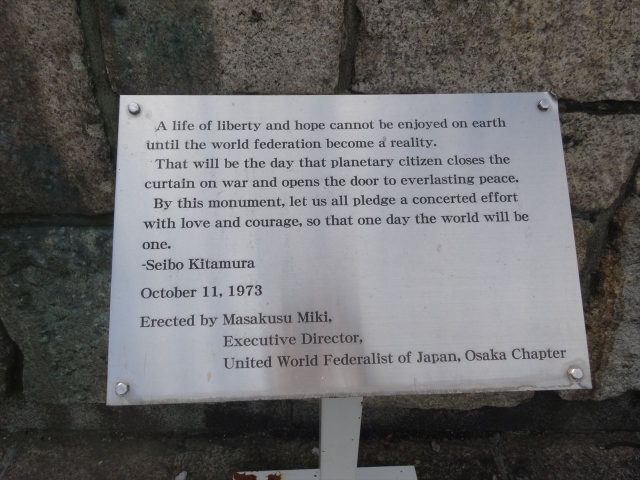 A life of liberty and hope cannot be enjoyed on earth
until the world federation become a reality.
That will be the day that planetary citizen closes the
curtain on war and opens the door to everlasting peace.
By this monument, let us all pledge a concerted effort
with love and courage, so that one day the world will be
one.
-Seibo Kitamura
October 11, 1973
Erected by Masakusu Miki,
Executive Director,
United World Federalist of Japan, Osaka Chapter